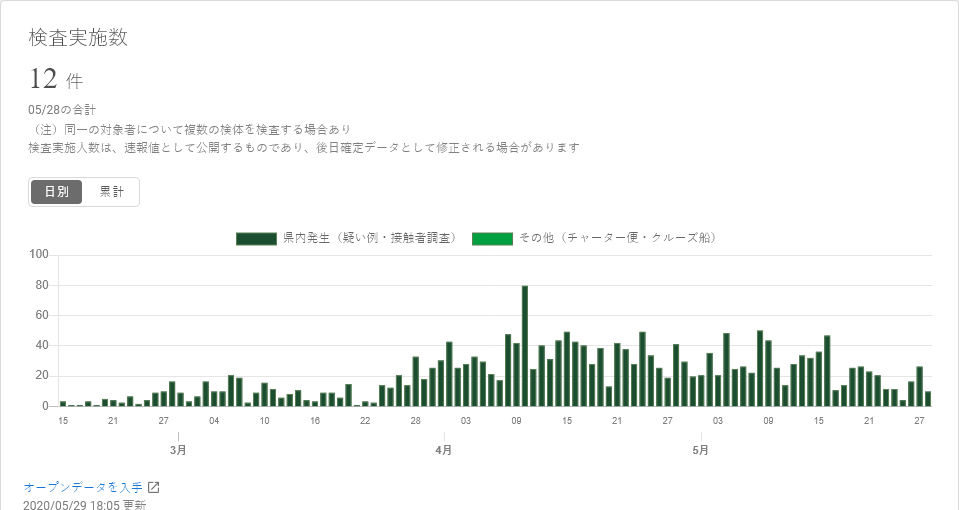 検査実施数
12 件
05/28の合計
（注）同一の対象者について複数の検体を検査する場合あり
検査実施人数は、速報値として公開するものであり、後日確定データとして修正される場合があります
日別 累計
県内発生（疑い例・接触者調査） その他（チャーター便・クルーズ船）
100
80
60
40
20
0
15 21 27 04 10 16 22 28 03 09 15 21 27 03 09 15 21 27
3月 4月 5月
オープンデータを入手
2020/05/29 18:05 更新